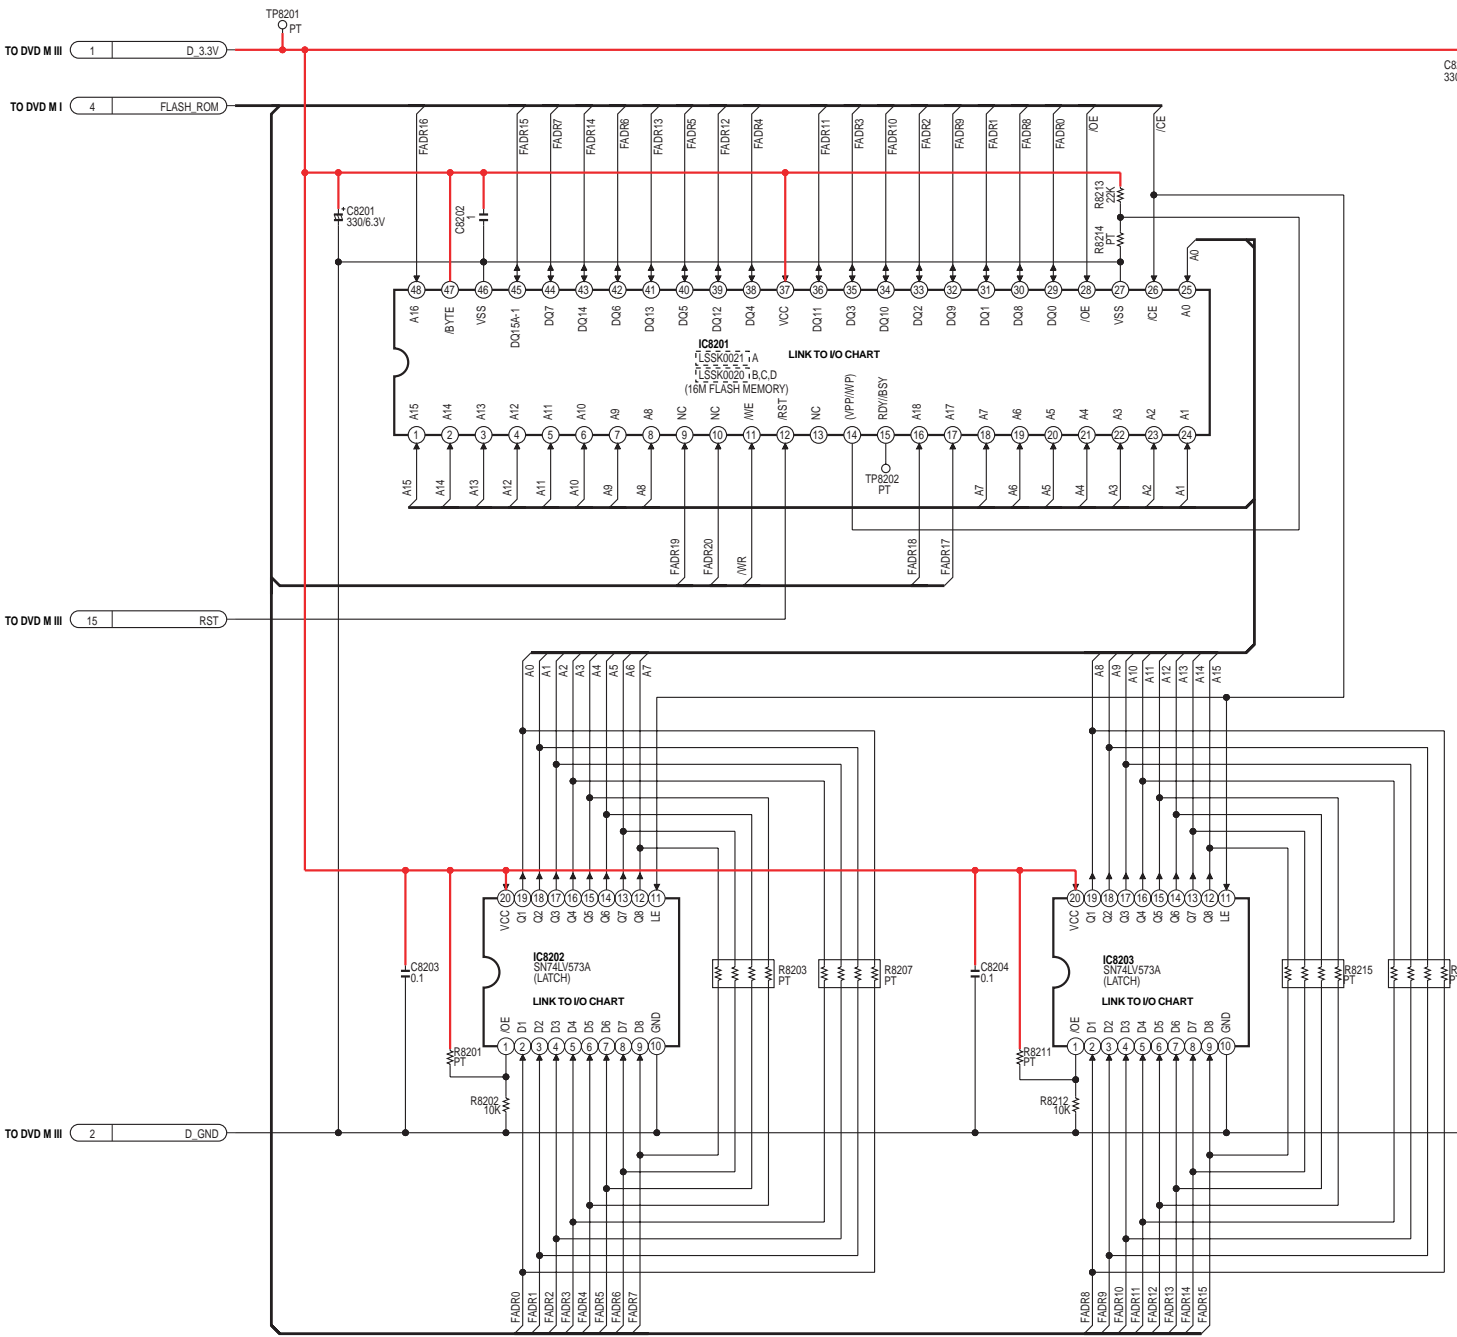 TP8201
PT
TO DVD M III 1 D_3.3V
C8
330
TO DVD M I 4 FLASH_ROM
FADR16 FADR15 FADR7 FADR14 FADR6 FADR13 FADR5 FADR12 FADR4 FADR11 FADR3 FADR10 FADR2 FADR9 FADR1 FADR8 FADR0 /OE /CE
C8201
330/6.3V
C8202
1
R8213
22K
R8214
PT
A0
48 47 46 45 44 43 42 41 40 39 38 37 36 35 34 33 32 31 30 29 28 27 26 25
A16 /BYTE VSS DQ15A-1 DQ7 DQ14 DQ6 DQ13 DQ5 DQ12 DQ4 VCC DQ11 DQ3 DQ10 DQ2 DQ9 DQ1 DQ8 DQ0 /OE VSS /CE A0
IC8201
LSSK0021 A
LSSK0020 B,C,D
(16M FLASH MEMORY)
LINK TO I/O CHART
A15 A14 A13 A12 A11 A10 A9 A8 NC NC /WE /RST NC (VPP//WP) RDY//BSY A18 A17 A7 A6 A5 A4 A3 A2 A1
1 2 3 4 5 6 7 8 9 10 11 12 13 14 15 16 17 18 19 20 21 22 23 24
TP8202
PT
A15 A14 A13 A12 A11 A10 A9 A8 A7 A6 A5 A4 A3 A2 A1
FADR19 FADR20 /WR FADR18 FADR17
TO DVD M III 15 RST
A0 A1 A2 A3 A4 A5 A6 A7
A8 A9 A10 A11 A12 A13 A14 A15
20 19 18 17 16 15 14 13 12 11
VCC Q1 Q2 Q3 Q4 Q5 Q6 Q7 Q8 LE
20 19 18 17 16 15 14 13 12 11
VCC Q1 Q2 Q3 Q4 Q5 Q6 Q7 Q8 LE
C8203
0.1
IC8202
SN74LV573A
(LATCH)
LINK TO I/O CHART
R8203
PT
R8207
PT
C8204
0.1
IC8203
SN74LV573A
(LATCH)
LINK TO I/O CHART
R8215
PT
R
P
/OE D1 D2 D3 D4 D5 D6 D7 D8 GND
1 2 3 4 5 6 7 8 9 10
/OE D1 D2 D3 D4 D5 D6 D7 D8 GND
1 2 3 4 5 6 7 8 9 10
R8201
PT
R8202
10K
R8211
PT
R8212
10K
TO DVD M III 2 D_GND
FADR0 FADR1 FADR2 FADR3 FADR4 FADR5 FADR6 FADR7
FADR8 FADR9 FADR10 FADR11 FADR12 FADR13 FADR14 FADR15